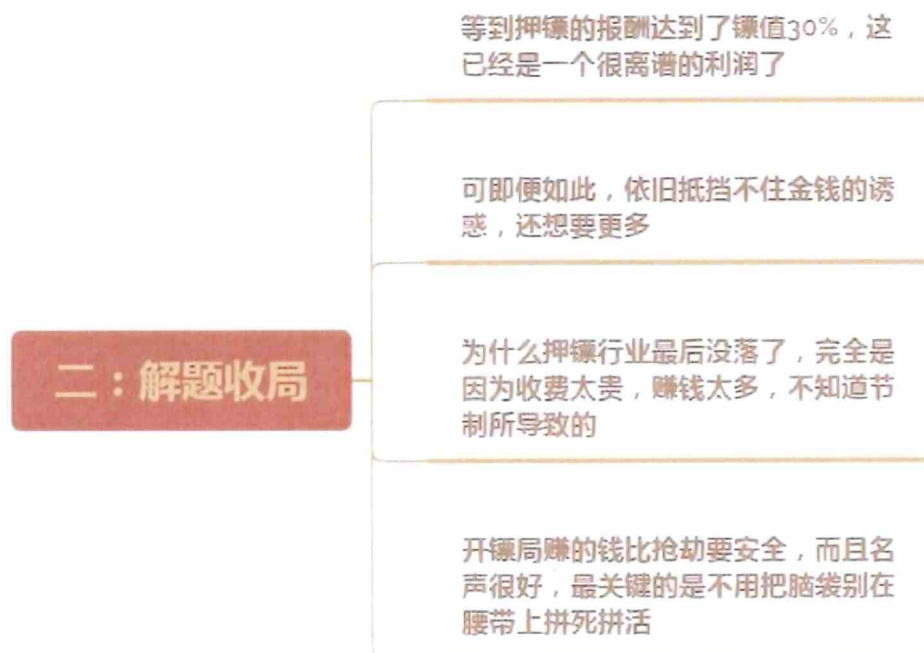 等到押镖的报酬达到了镖值30%，这
已经是一个很离谱的利润了
可即便如此，依旧抵挡不住金钱的诱
惑，还想要更多
二：解题收局
为什么押镖行业最后没落了，完全是
因为收费太贵，赚钱太多，不知道节
制所导致的
开镖局赚的钱比抢劫要安全，而且名
声很好，最关键的是不用把脑袋别在
腰带上拼死拼活